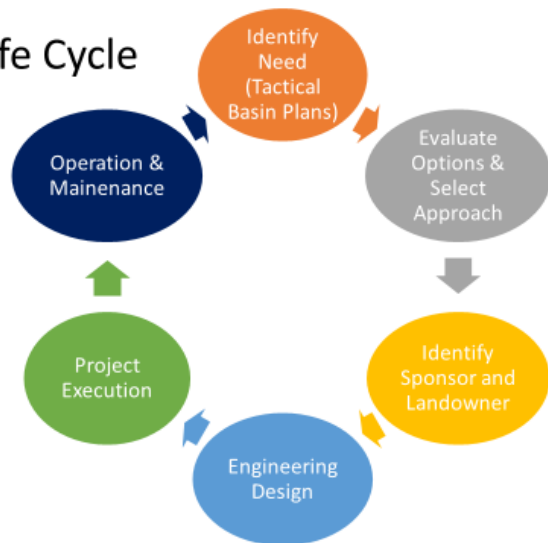 fe Cycle
Identify
Need
(Tactical
Basin Plans)
Evaluate
Options &
Select
Approach
Identify
Sponsor and
Landowner
Engineering
Design
Project
Execution
Operation &
Mainenance